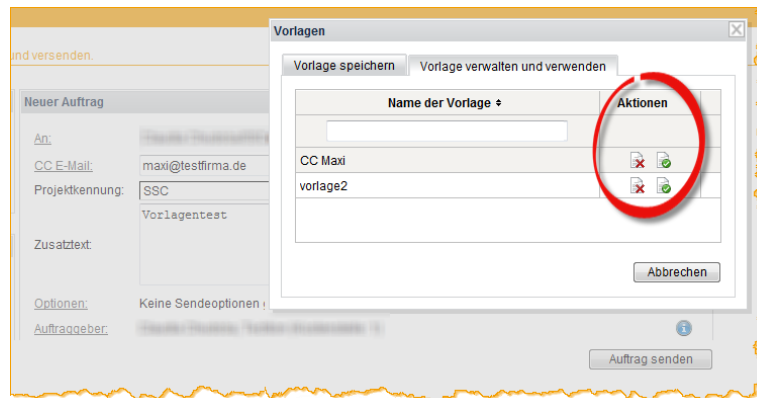 Vorlagen
und versenden.
Vorlage speichern
Vorlage verwalten und verwenden
Name der Vorlage
Aktionen
CC Maxi
vorlage2
Abbrechen
Neuer Auftrag
An:
CC E-Mail:
maxi@testfirma.de
Projektkennung:
SSC
Zusatztext:
Vorlagentest
Optionen:
Keine Sendeoptionen
Auftraggeber:
Auftrag senden